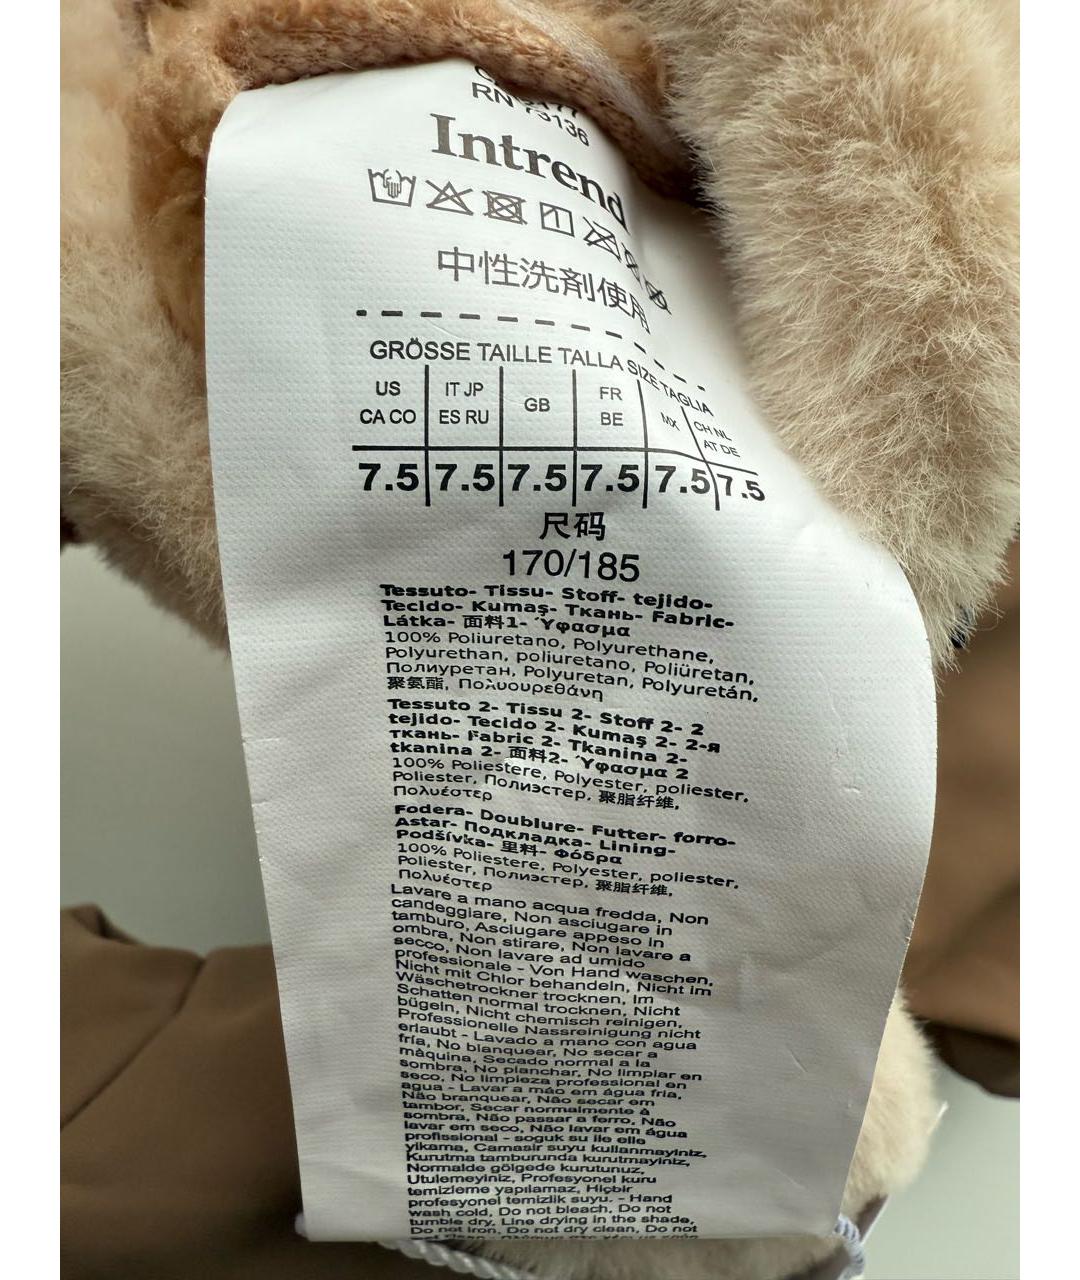 RN 73136
Intrend
中性洗剤使用
GRÖSSE TAILLE TALLA SIZE TAGLIA
US IT JP GB FR MX CH NL
CA CO ES RU BE AT DE
7.5 7.5 7.5 7.5 7.5 7.5
尺码
170/185
Tessuto- Tissu- Stoff- tejido-
Tecido- Kumaş- Ткань- Fabric-
Látka- 面料1- Ύφασμα
100% Poliuretano, Polyurethane,
Polyurethan, poliuretano, Poliüretan,
Полиуретан, Polyuretan, Polyuretán,
聚氨酯, Πολυουρεθάνη
Tessuto 2- Tissu 2- Stoff 2- 2
tejido- Tecido 2- Kumaş 2- 2-я
ткань- Fabric 2- Tkanina 2-
tkanina 2- 面料2- Ύφασμα 2
100% Poliestere, Polyester, poliester,
Poliester, Полиэстер, 聚脂纤维,
Πολυέστερ
Fodera- Doublure- Futter- forro-
Astar- Подкладка- Lining-
Podšívka- 里料- Φόδρα
100% Poliestere, Polyester, poliester,
Poliester, Полиэстер, 聚脂纤维,
Πολυέστερ
Lavare a mano acqua fredda, Non
candeggiare, Non asciugare in
tamburo, Asciugare appeso in
ombra, Non stirare, Non lavare a
secco, Non lavare ad umido
professionale - Von Hand waschen,
Nicht mit Chlor behandeln, Nicht im
Wäschetrockner trocknen, Im
Schatten normal trocknen, Nicht
bügeln, Nicht chemisch reinigen,
Professionelle Nassreinigung nicht
erlaubt - Lavado a mano con agua
fría, No blanquear, No secar a
máquina, Secado normal a la
sombra, No planchar, No limpiar en
seco, No limpieza professional en
agua - Lavar a mão em água fria,
Não branquear, Não secar em
tambor, Secar normalmente à
sombra, Não passar a ferro, Não
lavar em seco, Não lavar em água
profissional - soguk su ile elle
yikama, Camasir suyu kullanmayiniz,
Kurutma tamburunda kurutmayiniz,
Normalde gölgede kurutunuz,
Utulemeyiniz, Profesyonel kuru
temizleme yapılamaz, Hiçbir
profesyonel temizlik suyu. - Hand
wash cold, Do not bleach, Do not
tumble dry, Line drying in the shade,
Do not iron, Do not dry clean, Do not